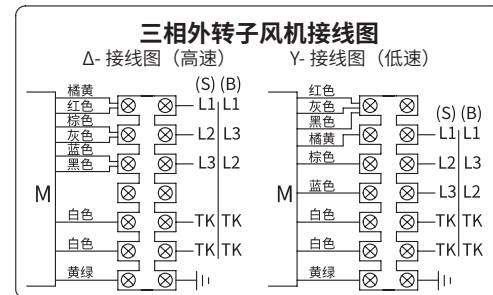 三相外转子风机接线图
Δ- 接线图（高速）
Y- 接线图（低速）
(S) (B)
橘黄
红色
L1 L1
棕色
灰色
L2 L3
蓝色
黑色
L3 L2
M
白色
TK TK
白色
TK TK
黄绿
红色
灰色
(S) (B)
黑色
橘黄
L1 L1
棕色
L2 L3
蓝色
L3 L2
M
白色
TK TK
白色
TK TK
黄绿